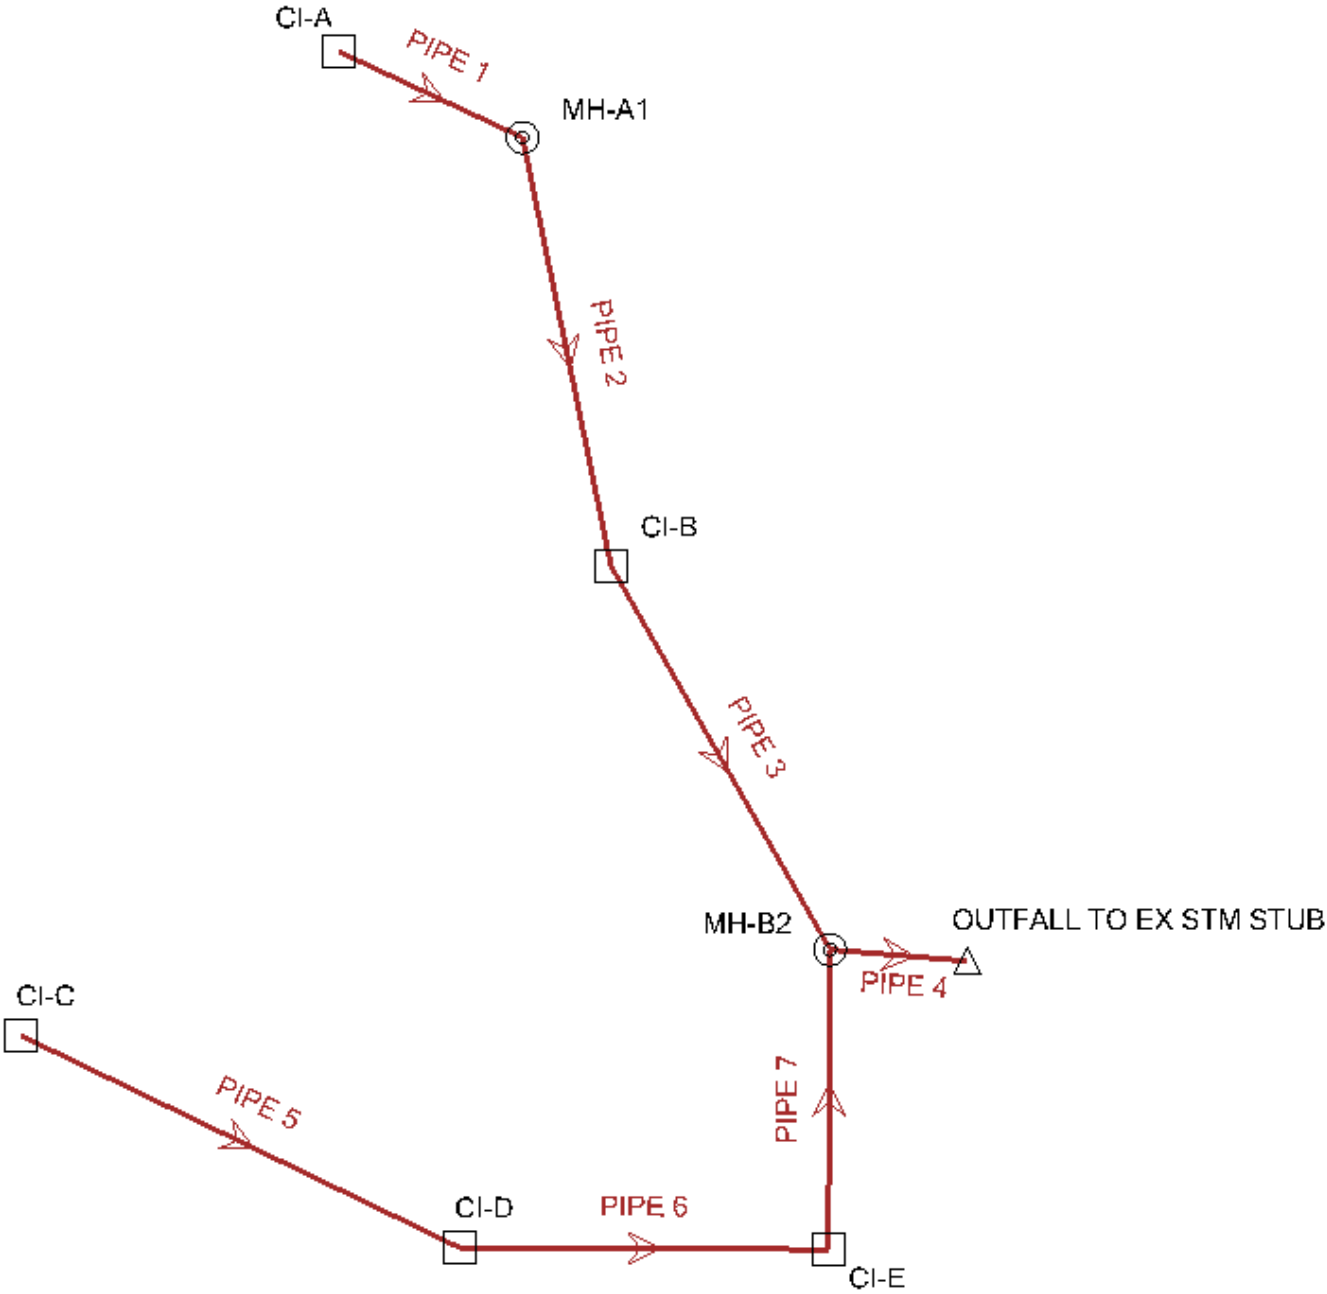 CI-A
PIPE 1
MH-A1
PIPE 2
CI-B
PIPE 3
MH-B2
OUTFALL TO EX STM STUB
PIPE 4
CI-C
PIPE 5
PIPE 7
CI-D
PIPE 6
CI-E